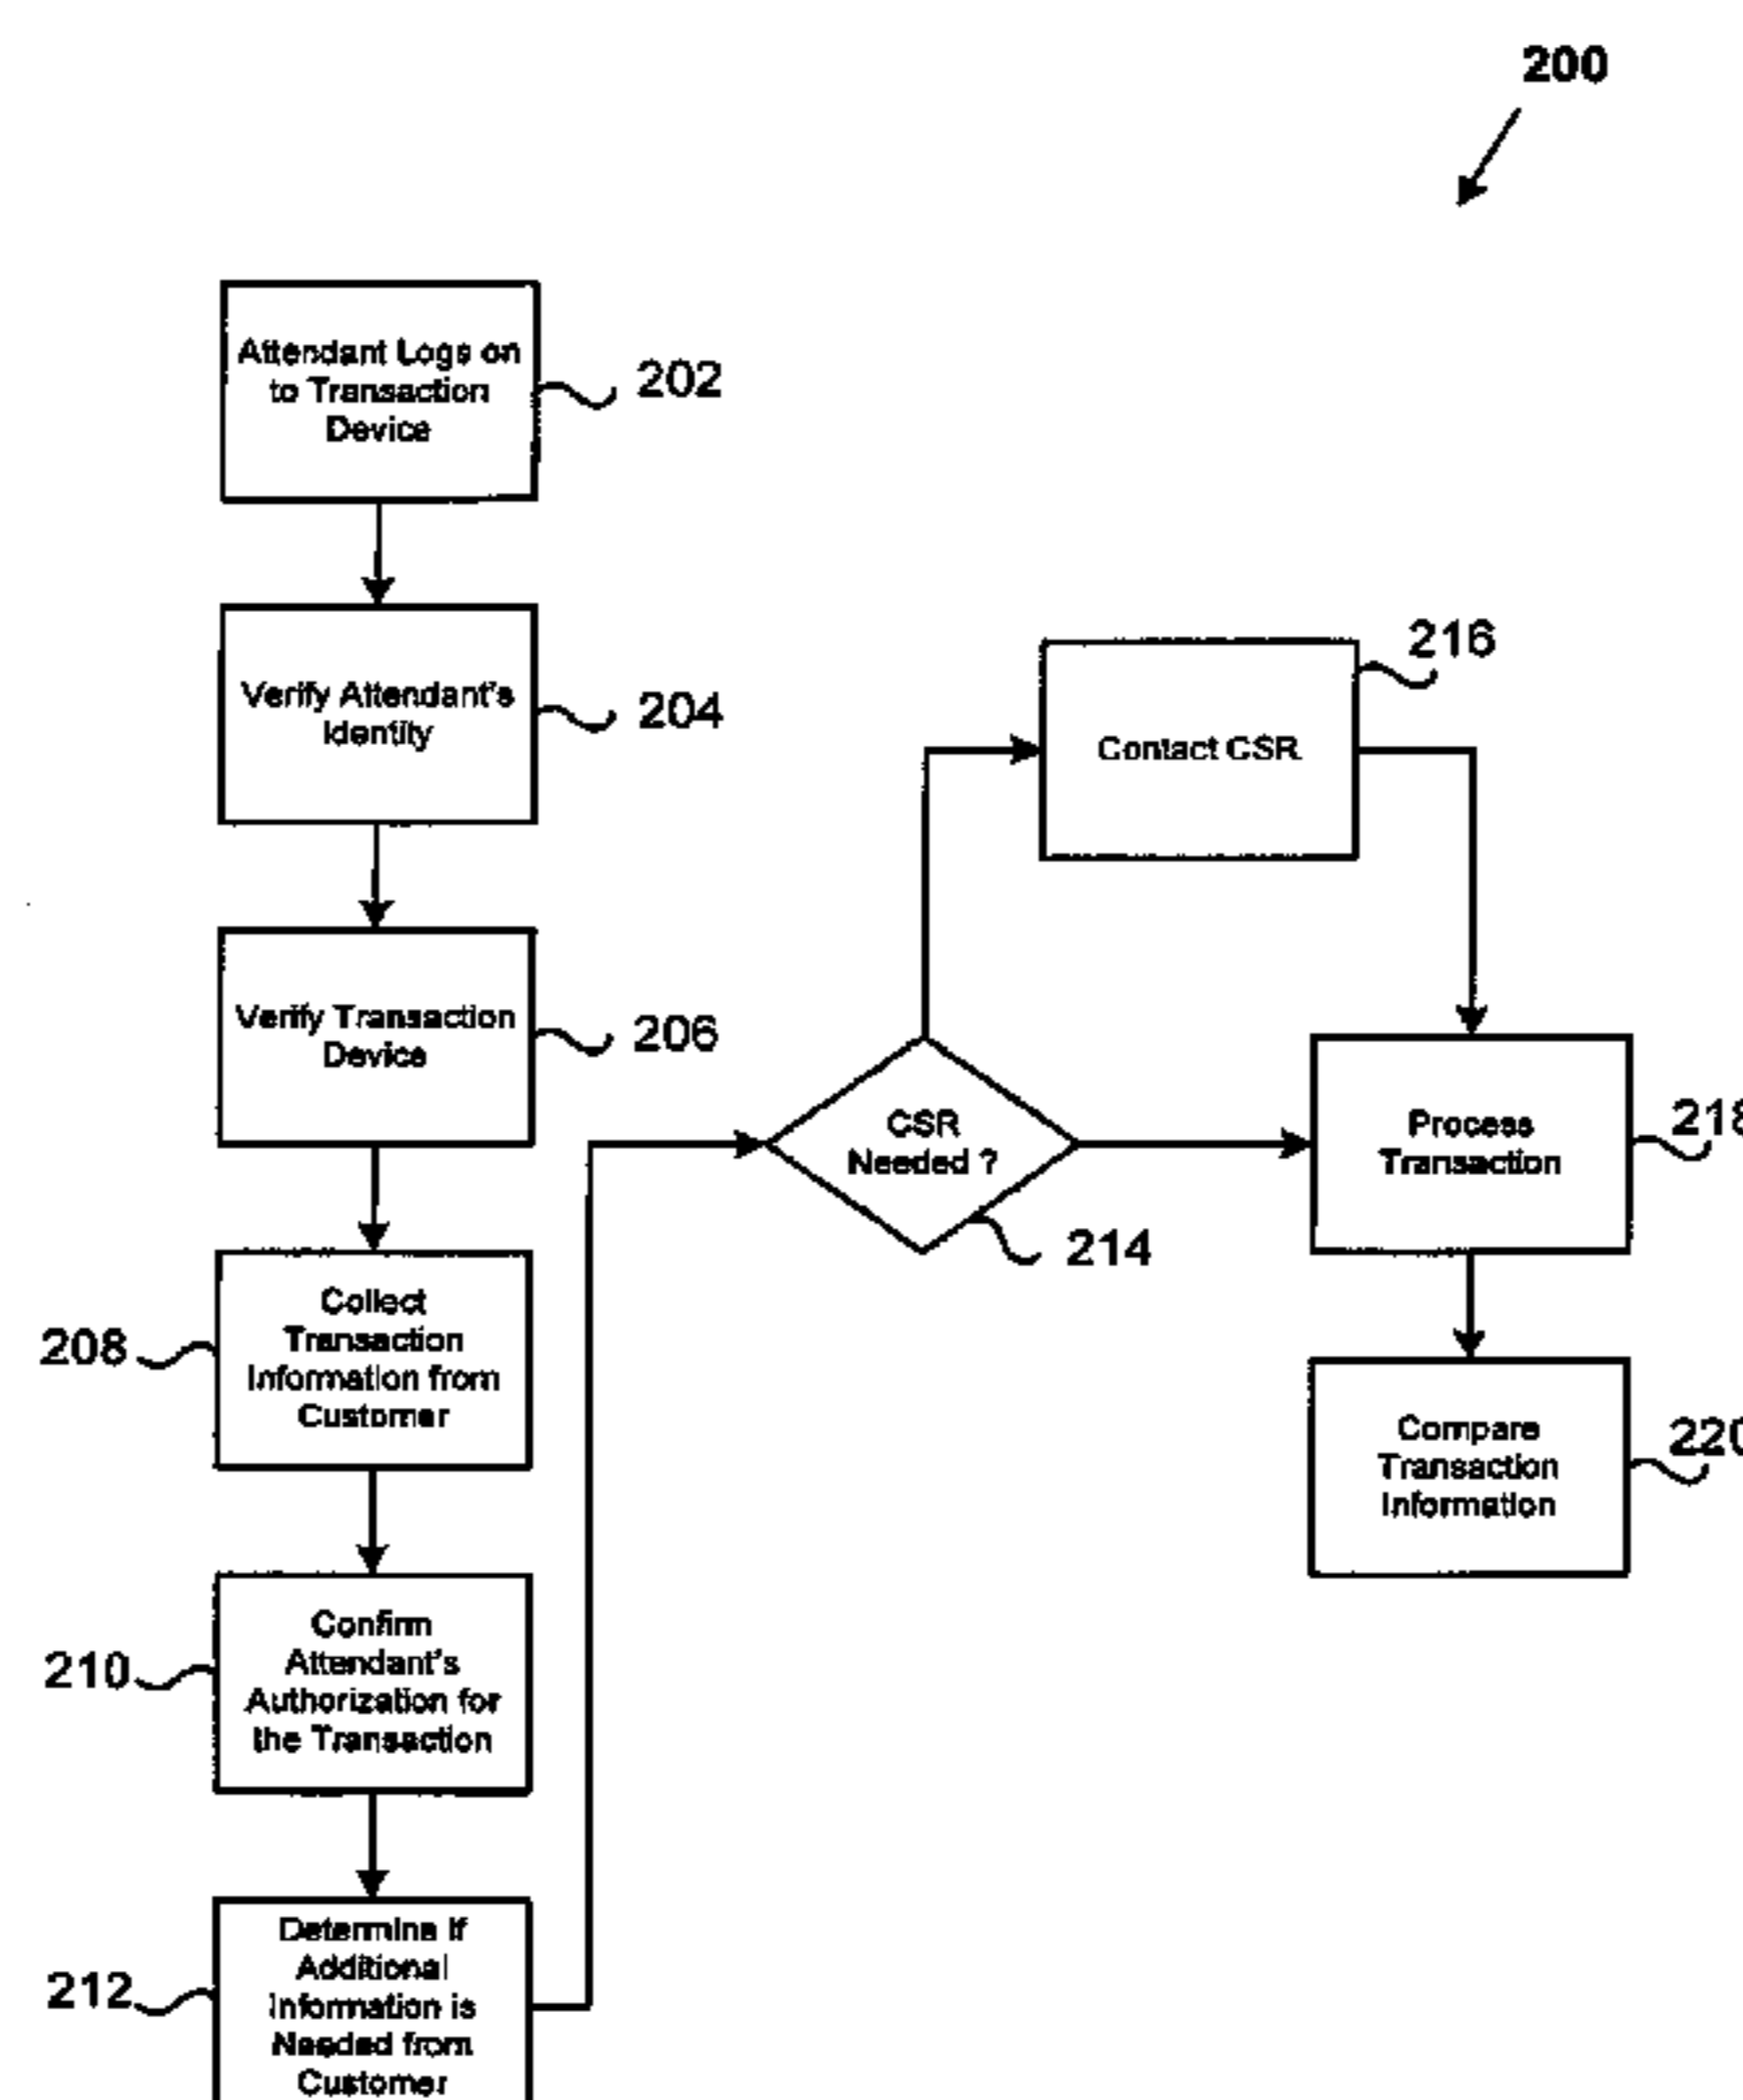 200
Attendant Logs on
to Transaction
Device
202
Verify Attendant's
Identity
204
Verify Transaction
Device
206
Collect
Transaction
Information from
Customer
208
Confirm
Attendant's
Authorization for
the Transaction
210
Determine if
Additional
Information is
Needed from
Customer
212
CSR
Needed ?
214
Contact CSR
216
Process
Transaction
218
Compare
Transaction
Information
220